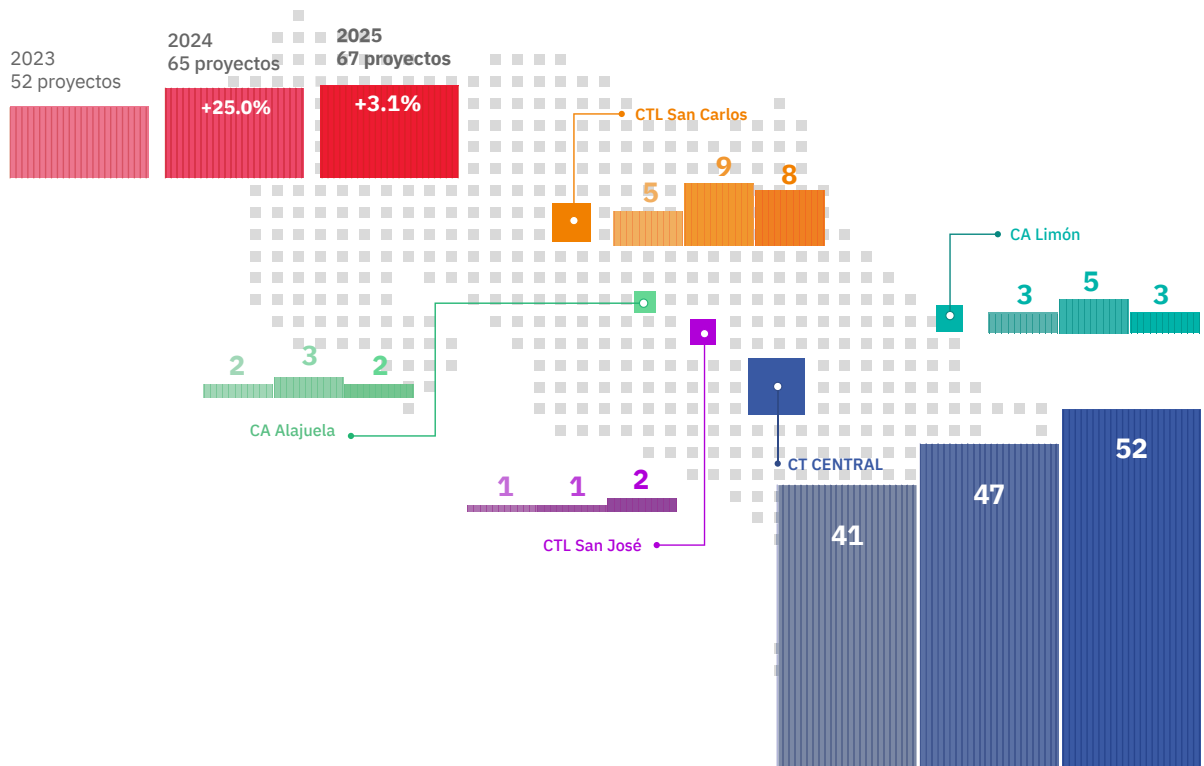 2023
52 proyectos
2024
65 proyectos
+25.0%
2025
67 proyectos
+3.1%
CTL San Carlos
5
9
8
CA Limón
3
5
3
2
3
2
CA Alajuela
1
1
2
CTL San José
CT CENTRAL
41
47
52